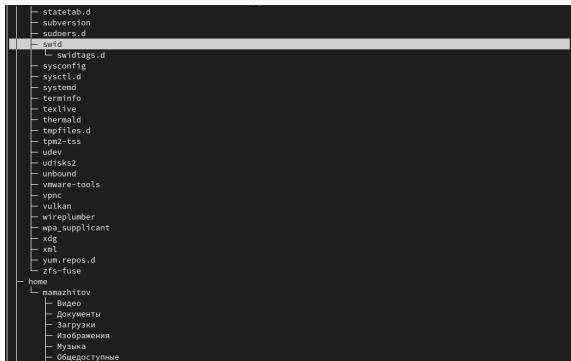 statetab.d
subversion
sudoers.d
swid
swidtags.d
sysconfig
sysctl.d
systemd
terminfo
texlive
thermald
tmpfiles.d
tpm2-tss
udev
udisks2
unbound
vmware-tools
vpnc
vulkan
wireplumber
wpa_supplicant
xdg
xml
yum.repos.d
zfs-fuse
home
mamazhitov
Видео
Документы
Загрузки
Изображения
Музыка
Общедоступные